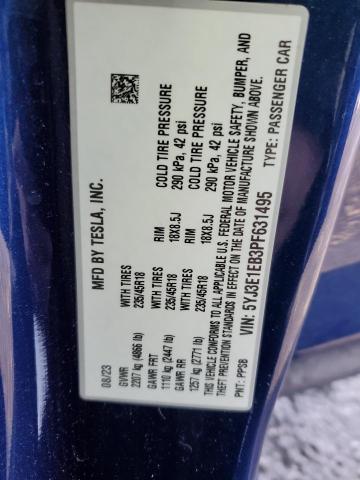 MFD BY TESLA, INC.
08/23
GVWR
2207 kg (4866 lb)
GAWR FRT WITH TIRES RIM COLD TIRE PRESSURE
1110 kg (2447 lb) 235/45R18 18X8.5J 290 kPa, 42 psi
GAWR RR WITH TIRES RIM COLD TIRE PRESSURE
1257 kg (2771 lb) 235/45R18 18X8.5J 290 kPa, 42 psi
THIS VEHICLE CONFORMS TO ALL APPLICABLE U.S. FEDERAL MOTOR VEHICLE SAFETY, BUMPER, AND
THEFT PREVENTION STANDARDS IN EFFECT ON THE DATE OF MANUFACTURE SHOWN ABOVE.
VIN: 5YJ3E1EB3PF631495 TYPE: PASSENGER CAR
PNT: PPSB